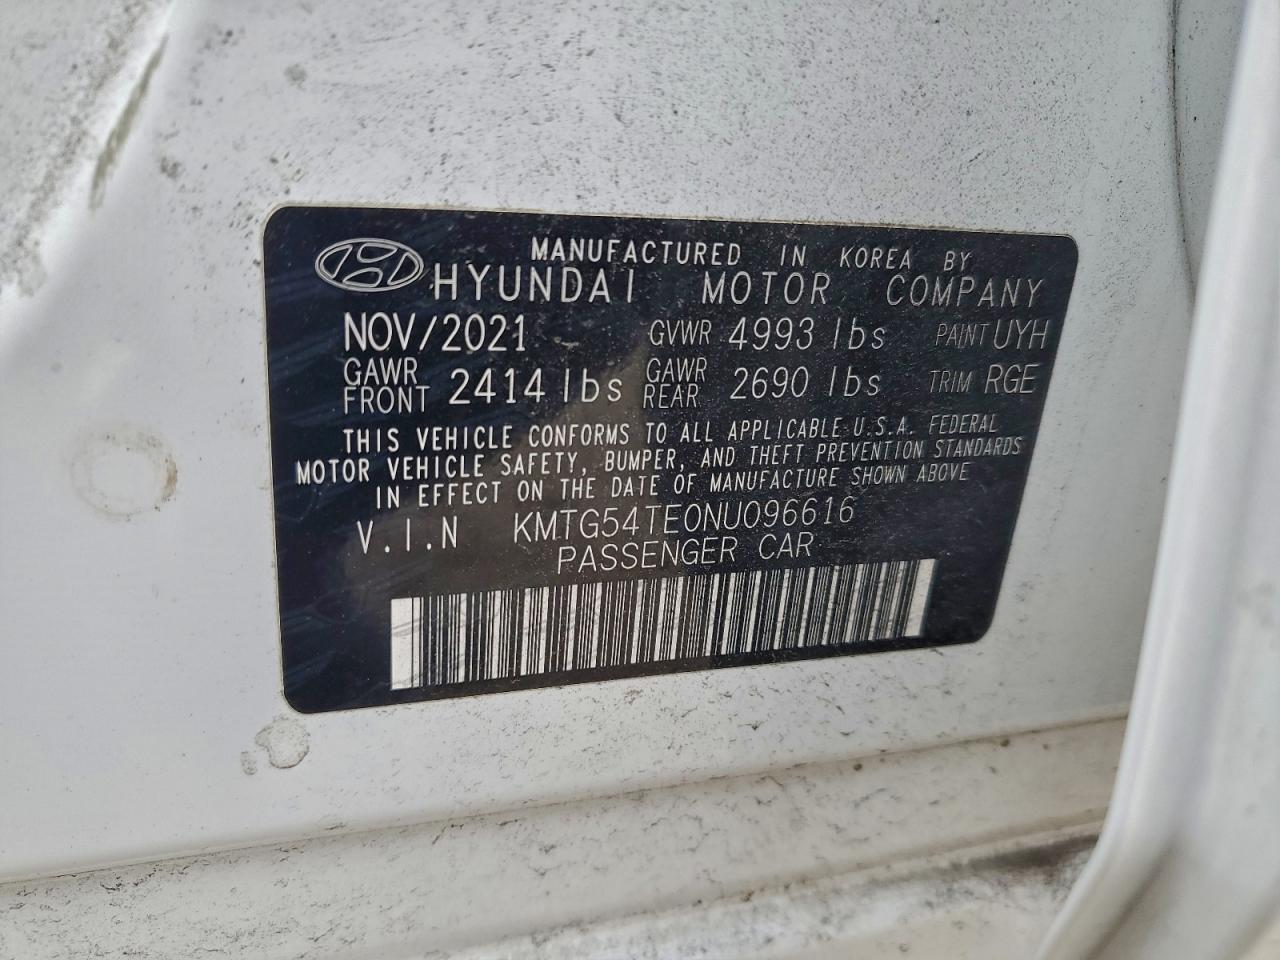 MANUFACTURED IN KOREA BY
HYUNDAI MOTOR COMPANY
NOV/2021 GVWR 4993 lbs PAINT UYH
GAWR FRONT 2414 lbs GAWR REAR 2690 lbs TRIM RGE
THIS VEHICLE CONFORMS TO ALL APPLICABLE U.S.A. FEDERAL
MOTOR VEHICLE SAFETY, BUMPER, AND THEFT PREVENTION STANDARDS
IN EFFECT ON THE DATE OF MANUFACTURE SHOWN ABOVE
V.I.N KMTG54TE0NU096616
PASSENGER CAR